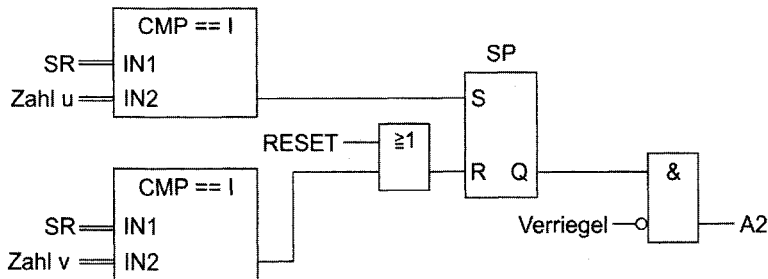 CMP == I
SR IN1
Zahl u IN2
SP
S
RESET ≧1
R Q
&
CMP == I
SR IN1
Zahl v IN2
Verriegel A2